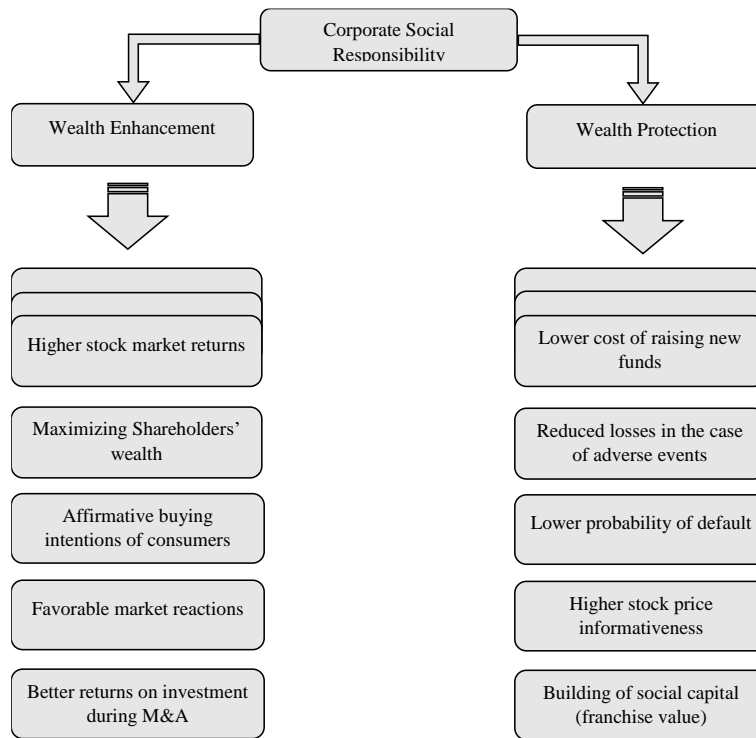 Corporate Social
Responsibility
Wealth Enhancement
Wealth Protection
Higher stock market returns
Maximizing Shareholders’
wealth
Affirmative buying
intentions of consumers
Favorable market reactions
Better returns on investment
during M&A
Lower cost of raising new
funds
Reduced losses in the case
of adverse events
Lower probability of default
Higher stock price
informativeness
Building of social capital
(franchise value)